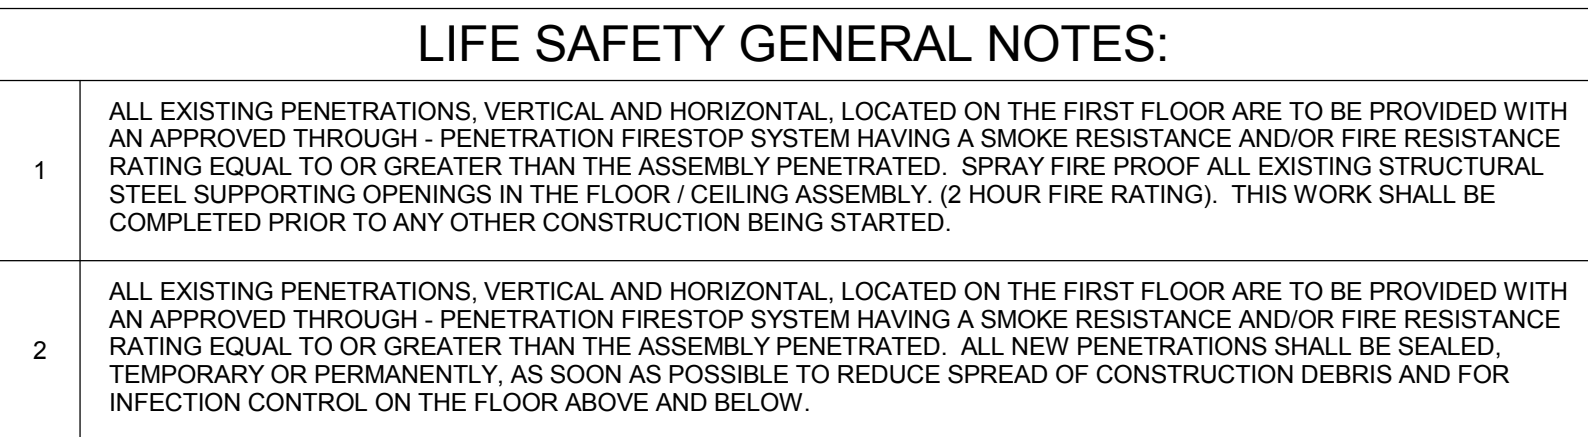 LIFE SAFETY GENERAL NOTES:
1
ALL EXISTING PENETRATIONS, VERTICAL AND HORIZONTAL, LOCATED ON THE FIRST FLOOR ARE TO BE PROVIDED WITH
AN APPROVED THROUGH - PENETRATION FIRESTOP SYSTEM HAVING A SMOKE RESISTANCE AND/OR FIRE RESISTANCE
RATING EQUAL TO OR GREATER THAN THE ASSEMBLY PENETRATED.  SPRAY FIRE PROOF ALL EXISTING STRUCTURAL
STEEL SUPPORTING OPENINGS IN THE FLOOR / CEILING ASSEMBLY. (2 HOUR FIRE RATING).  THIS WORK SHALL BE
COMPLETED PRIOR TO ANY OTHER CONSTRUCTION BEING STARTED.
2
ALL EXISTING PENETRATIONS, VERTICAL AND HORIZONTAL, LOCATED ON THE FIRST FLOOR ARE TO BE PROVIDED WITH
AN APPROVED THROUGH - PENETRATION FIRESTOP SYSTEM HAVING A SMOKE RESISTANCE AND/OR FIRE RESISTANCE
RATING EQUAL TO OR GREATER THAN THE ASSEMBLY PENETRATED.  ALL NEW PENETRATIONS SHALL BE SEALED,
TEMPORARY OR PERMANENTLY, AS SOON AS POSSIBLE TO REDUCE SPREAD OF CONSTRUCTION DEBRIS AND FOR
INFECTION CONTROL ON THE FLOOR ABOVE AND BELOW.